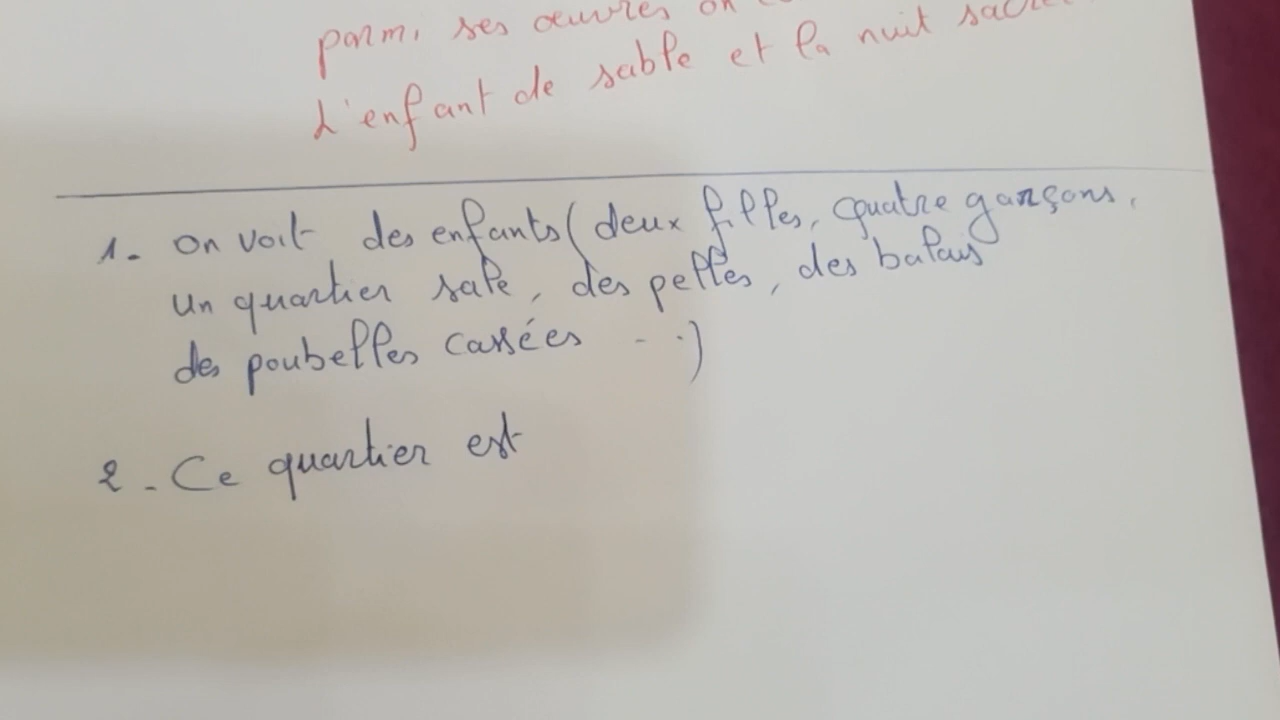 parmi ses œuvres on
L'enfant de sable et la nuit sacré
1. On voit des enfants (deux filles, quatre garçons,
un quartier sale, des pelles, des balais
des poubelles cassées ...)
2. Ce quartier est